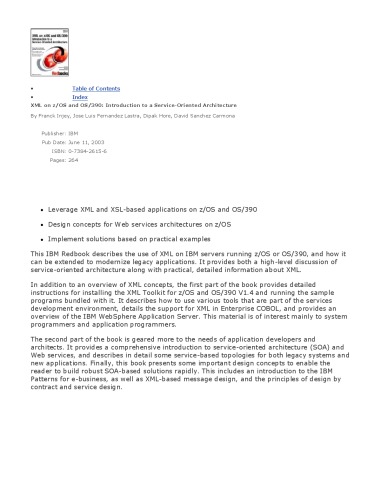 XML on z/OS and OS/390:
Introduction to a
Service-Oriented Architecture
Redbooks
• Table of Contents
• Index
XML on z/OS and OS/390: Introduction to a Service-Oriented Architecture
By Franck Injey, Jose Luis Fernandez Lastra, Dipak Hore, David Sanchez Carmona
Publisher: IBM
Pub Date: June 11, 2003
ISBN: 0-7384-2615-6
Pages: 264
• Leverage XML and XSL-based applications on z/OS and OS/390
• Design concepts for Web services architectures on z/OS
• Implement solutions based on practical examples
This IBM Redbook describes the use of XML on IBM servers running z/OS or OS/390, and how it
can be extended to modernize legacy applications. It provides both a high-level discussion of
service-oriented architecture along with practical, detailed information about XML.
In addition to an overview of XML concepts, the first part of the book provides detailed
instructions for installing the XML Toolkit for z/OS and OS/390 V1.4 and running the sample
programs bundled with it. It describes how to use various tools that are part of the services
development environment, details the support for XML in Enterprise COBOL, and provides an
overview of the IBM WebSphere Application Server. This material is of interest mainly to system
programmers and application programmers.
The second part of the book is geared more to the needs of application developers and
architects. It provides a comprehensive introduction to service-oriented architecture (SOA) and
Web services, and describes in detail some service-based topologies for both legacy systems and
new applications. Finally, this book presents some important design concepts to enable the
reader to build robust SOA-based solutions rapidly. This includes an introduction to the IBM
Patterns for e-business, as well as XML-based message design, and the principles of design by
contract and service design.